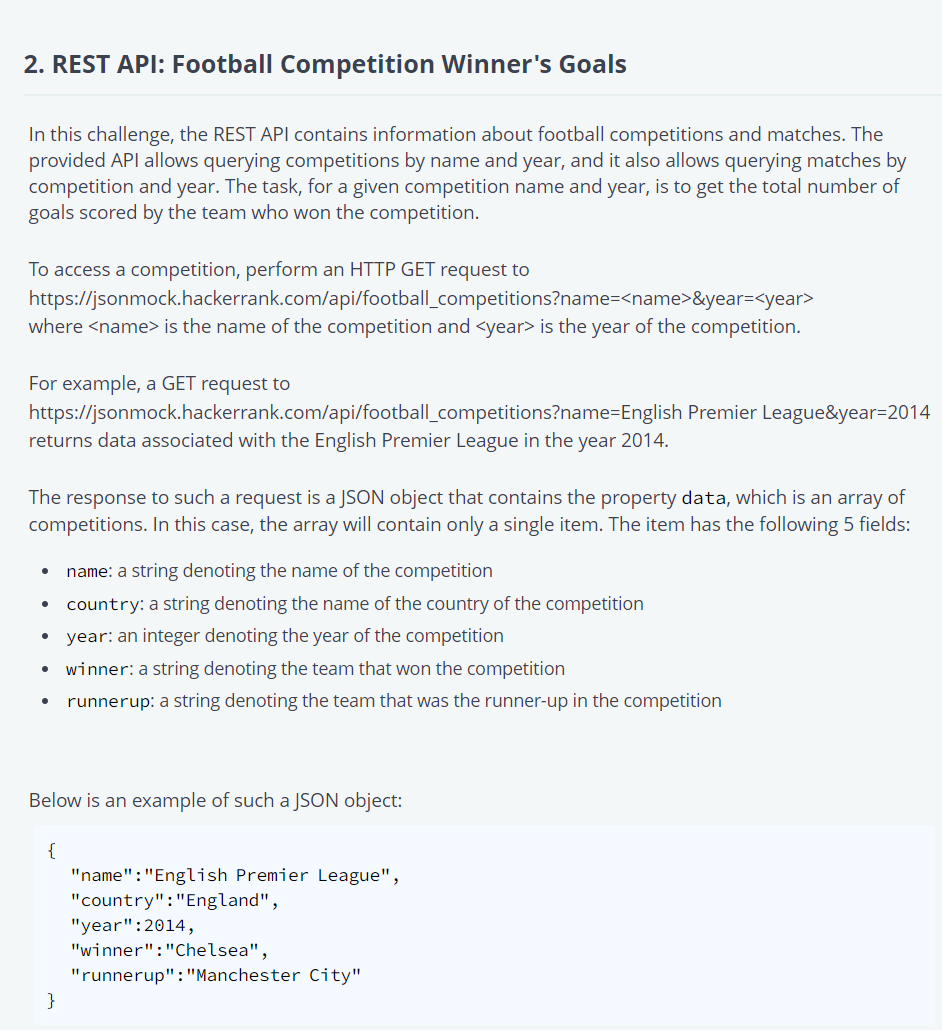 2. REST API: Football Competition Winner's Goals
In this challenge, the REST API contains information about football competitions and matches. The
provided API allows querying competitions by name and year, and it also allows querying matches by
competition and year. The task, for a given competition name and year, is to get the total number of
goals scored by the team who won the competition.
To access a competition, perform an HTTP GET request to
https://jsonmock.hackerrank.com/api/football_competitions?name=<name>&year=<year>
where <name> is the name of the competition and <year> is the year of the competition.
For example, a GET request to
https://jsonmock.hackerrank.com/api/football_competitions?name=English Premier League&year=2014
returns data associated with the English Premier League in the year 2014.
The response to such a request is a JSON object that contains the property data, which is an array of
competitions. In this case, the array will contain only a single item. The item has the following 5 fields:
• name: a string denoting the name of the competition
• country: a string denoting the name of the country of the competition
• year: an integer denoting the year of the competition
• winner: a string denoting the team that won the competition
• runnerup: a string denoting the team that was the runner-up in the competition
Below is an example of such a JSON object:
{
"name":"English Premier League",
"country":"England",
"year":2014,
"winner":"Chelsea",
"runnerup":"Manchester City"
}